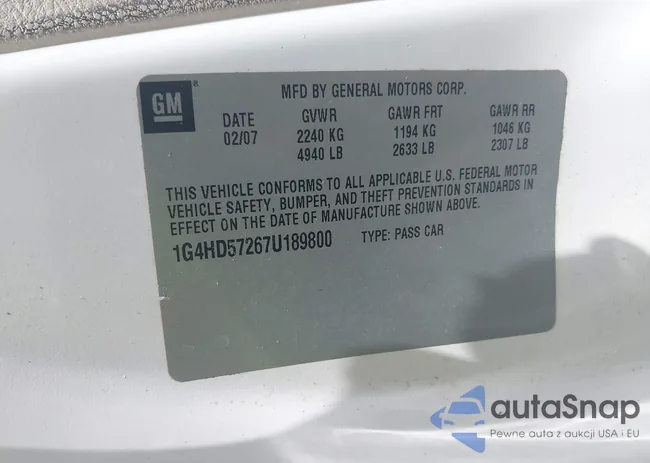 GM
MFD BY GENERAL MOTORS CORP.
DATE GVWR GAWR FRT GAWR RR
02/07 2240 KG 1194 KG 1046 KG
4940 LB 2633 LB 2307 LB
THIS VEHICLE CONFORMS TO ALL APPLICABLE U.S. FEDERAL MOTOR
VEHICLE SAFETY, BUMPER, AND THEFT PREVENTION STANDARDS IN
EFFECT ON THE DATE OF MANUFACTURE SHOWN ABOVE.
1G4HD57267U189800 TYPE: PASS CAR
autaSnap
Pewne auta z aukcji USA i EU